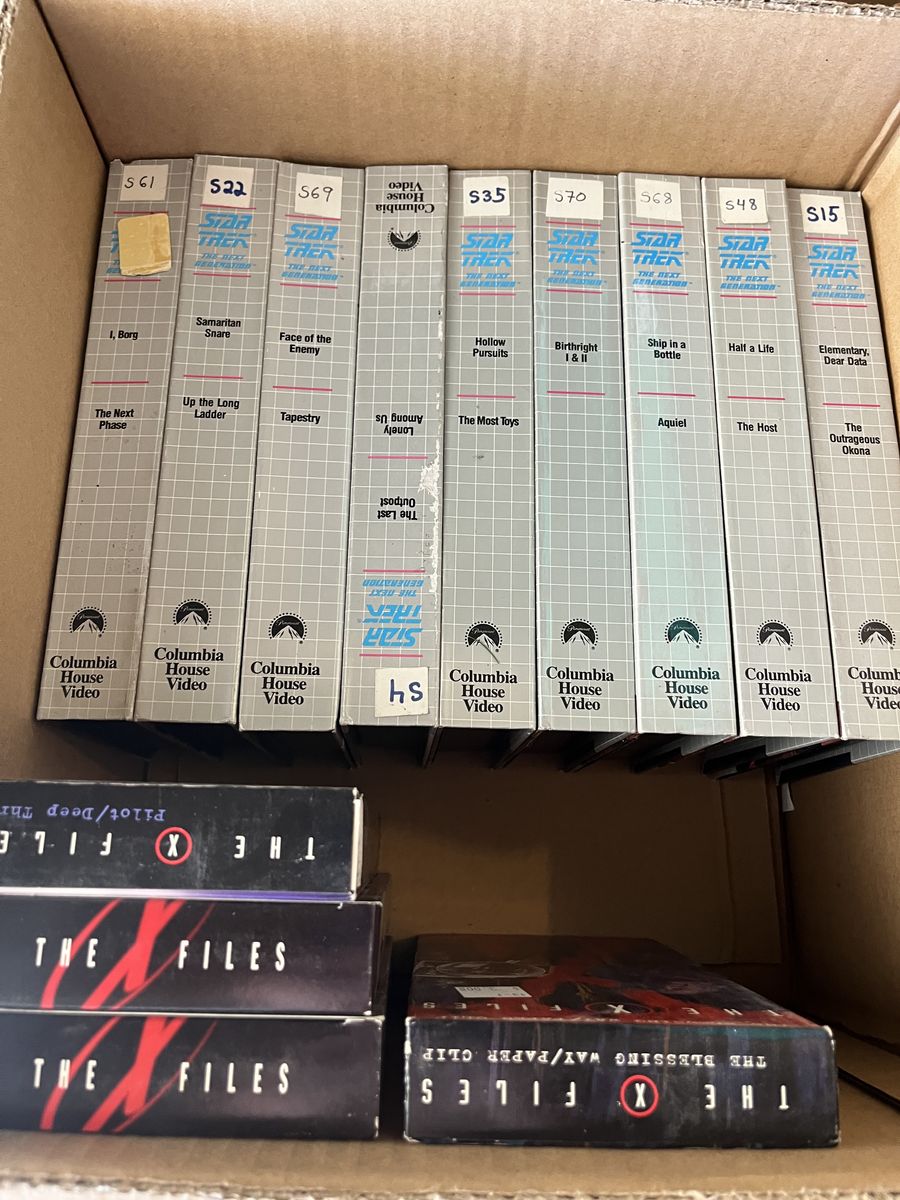 S 61
STAR
TREK
THE NEXT
GENERATION
I, Borg
The Next
Phase
Columbia
House
Video
S22
STAR
TREK
THE NEXT
GENERATION
Samaritan
Snare
Up the Long
Ladder
Columbia
House
Video
S69
STAR
TREK
THE NEXT
GENERATION
Face of the
Enemy
Tapestry
Columbia
House
Video
S4
STAR
TREK
THE NEXT
GENERATION
The Last
Outpost
Lonely
Among Us
Columbia
House
Video
S35
STAR
TREK
THE NEXT
GENERATION
Hollow
Pursuits
The Most Toys
Columbia
House
Video
S70
STAR
TREK
THE NEXT
GENERATION
Birthright
I & II
Columbia
House
Video
S68
STAR
TREK
THE NEXT
GENERATION
Ship in a
Bottle
Aquiel
Columbia
House
Video
S48
STAR
TREK
THE NEXT
GENERATION
Half a Life
The Host
Columbia
House
Video
S15
STAR
TREK
THE NEXT
GENERATION
Elementary,
Dear Data
The
Outrageous
Okona
Columb
House
Video
THE X FILE
Pilot/Deep Thr
THE X FILES
THE X FILES
THE X FILES
THE X FILES
THE BLESSING WAY/PAPER CLIP